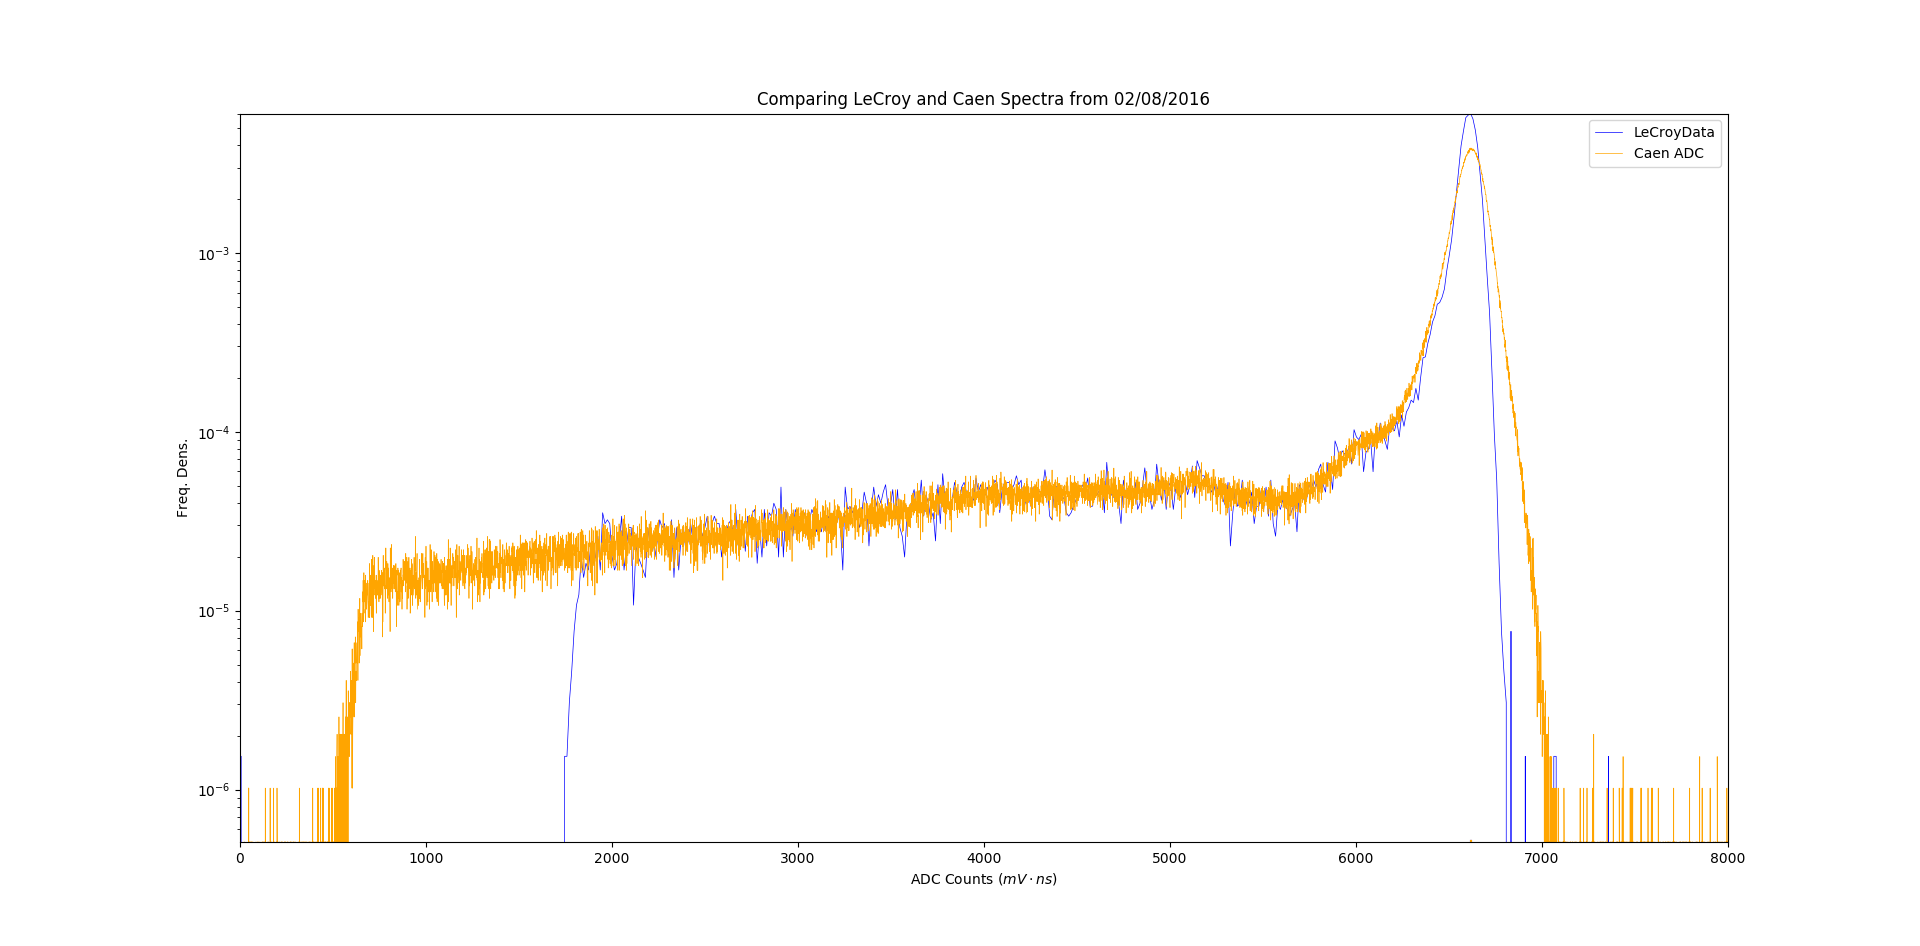 Comparing LeCroy and Caen Spectra from 02/08/2016
LeCroyData
Caen ADC
Freq. Dens.
10⁻³
10⁻⁴
10⁻⁵
10⁻⁶
0 1000 2000 3000 4000 5000 6000 7000 8000
ADC Counts (mV · ns)